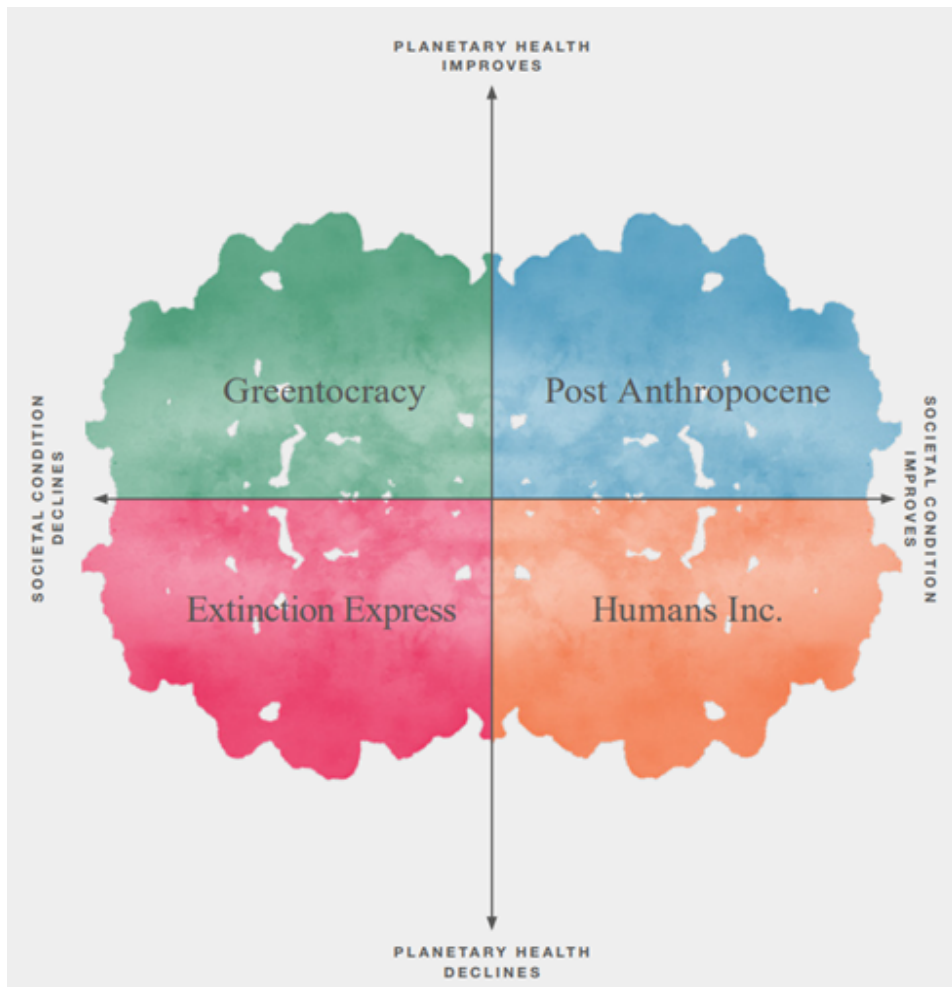 PLANETARY HEALTH
IMPROVES
Greentocracy
Post Anthropocene
SOCIETAL CONDITION
DECLINES
SOCIETAL CONDITION
IMPROVES
Extinction Express
Humans Inc.
PLANETARY HEALTH
DECLINES